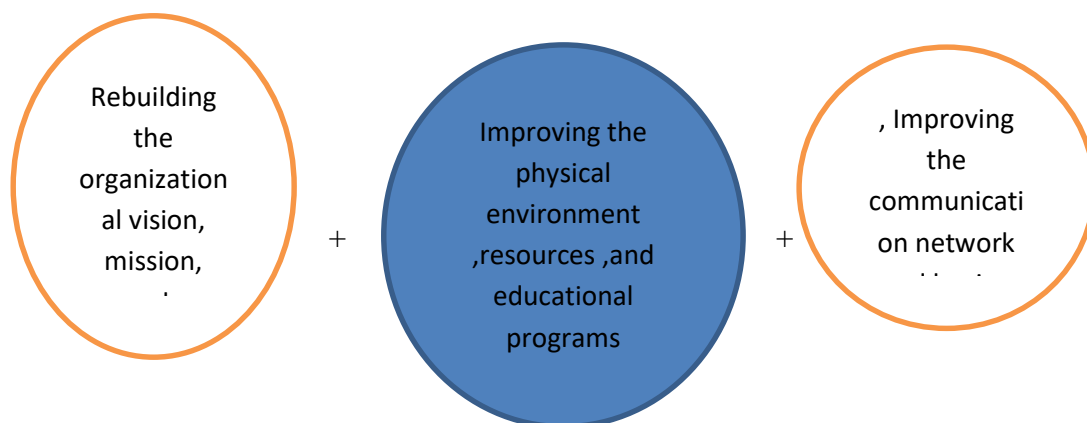 Rebuilding
the
organization
al vision,
mission,
+
Improving the
physical
environment
,resources ,and
educational
programs
+
, Improving
the
communicati
on network